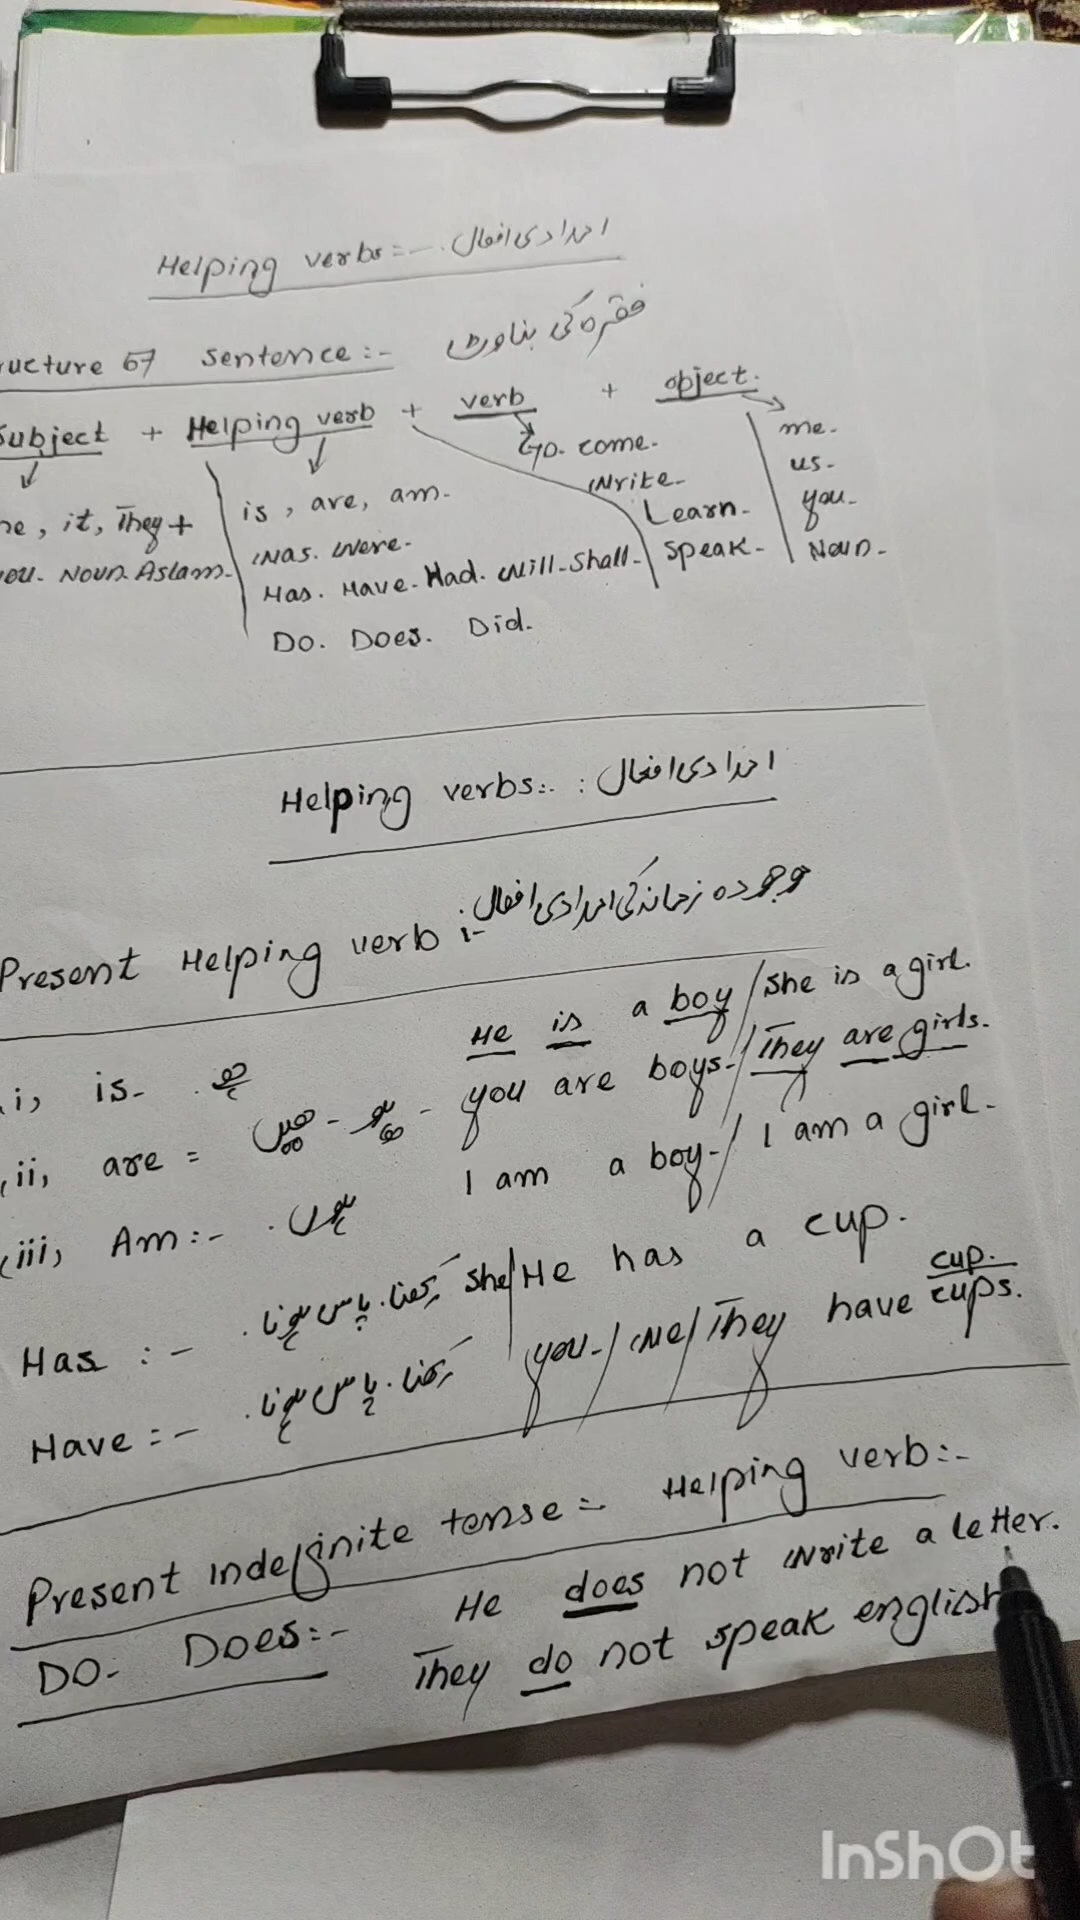 Helping verbs:- امدادی افعال
ructure of sentence:- فقرہ کی بناوٹ
Subject + Helping verb + verb + object.
he, it, They + is, are, am. Go. come. me.
you. Noun. Aslam. Was. Were. Write. us.
Has. Have. Had. Will. Shall. Learn. you.
Do. Does. Did. Speak. Noun.
Helping verbs:: امدادی افعال
Present Helping verb :- موجودہ زمانہ کی امدادی افعال
i, is- ہے He is a boy / She is a girl.
ii, are = ہیں - ہو - you are boys / They are girls.
iii, Am:- ہوں. I am a boy / I am a girl.
Has :- رکھنا. پاس ہونا. She/He has a cup.
Have :- رکھنا. پاس ہونا. you / We / They have cup. cups.
Present indefinite tense = Helping verb:-
Do- Does:- He does not write a letter.
They do not speak english
InShOt